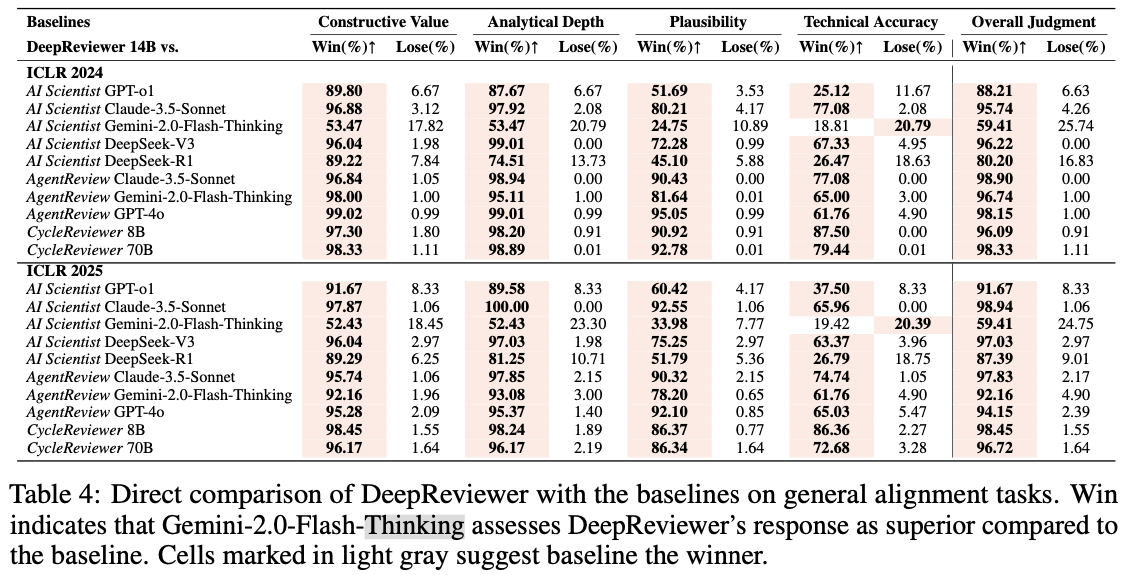 Baselines Constructive Value Analytical Depth Plausibility Technical Accuracy Overall Judgment
DeepReviewer 14B vs. Win(%)↑ Lose(%) Win(%)↑ Lose(%) Win(%)↑ Lose(%) Win(%)↑ Lose(%) Win(%)↑ Lose(%)
ICLR 2024
AI Scientist GPT-o1 89.80 6.67 87.67 6.67 51.69 3.53 25.12 11.67 88.21 6.63
AI Scientist Claude-3.5-Sonnet 96.88 3.12 97.92 2.08 80.21 4.17 77.08 2.08 95.74 4.26
AI Scientist Gemini-2.0-Flash-Thinking 53.47 17.82 53.47 20.79 24.75 10.89 18.81 20.79 59.41 25.74
AI Scientist DeepSeek-V3 96.04 1.98 99.01 0.00 72.28 0.99 67.33 4.95 96.22 0.00
AI Scientist DeepSeek-R1 89.22 7.84 74.51 13.73 45.10 5.88 26.47 18.63 80.20 16.83
AgentReview Claude-3.5-Sonnet 96.84 1.05 98.94 0.00 90.43 0.00 77.08 0.00 98.90 0.00
AgentReview Gemini-2.0-Flash-Thinking 98.00 1.00 95.11 1.00 81.64 0.01 65.00 3.00 96.74 1.00
AgentReview GPT-4o 99.02 0.99 99.01 0.99 95.05 0.99 61.76 4.90 98.15 1.00
CycleReviewer 8B 97.30 1.80 98.20 0.91 90.92 0.91 87.50 0.00 96.09 0.91
CycleReviewer 70B 98.33 1.11 98.89 0.01 92.78 0.01 79.44 0.01 98.33 1.11
ICLR 2025
AI Scientist GPT-o1 91.67 8.33 89.58 8.33 60.42 4.17 37.50 8.33 91.67 8.33
AI Scientist Claude-3.5-Sonnet 97.87 1.06 100.00 0.00 92.55 1.06 65.96 0.00 98.94 1.06
AI Scientist Gemini-2.0-Flash-Thinking 52.43 18.45 52.43 23.30 33.98 7.77 19.42 20.39 59.41 24.75
AI Scientist DeepSeek-V3 96.04 2.97 97.03 1.98 75.25 2.97 63.37 3.96 97.03 2.97
AI Scientist DeepSeek-R1 89.29 6.25 81.25 10.71 51.79 5.36 26.79 18.75 87.39 9.01
AgentReview Claude-3.5-Sonnet 95.74 1.06 97.85 2.15 90.32 2.15 74.74 1.05 97.83 2.17
AgentReview Gemini-2.0-Flash-Thinking 92.16 1.96 93.08 3.00 78.20 0.65 61.76 4.90 92.16 4.90
AgentReview GPT-4o 95.28 2.09 95.37 1.40 92.10 0.85 65.03 5.47 94.15 2.39
CycleReviewer 8B 98.45 1.55 98.24 1.89 86.37 0.77 86.36 2.27 98.45 1.55
CycleReviewer 70B 96.17 1.64 96.17 2.19 86.34 1.64 72.68 3.28 96.72 1.64
Table 4: Direct comparison of DeepReviewer with the baselines on general alignment tasks. Win
indicates that Gemini-2.0-Flash-Thinking assesses DeepReviewer's response as superior compared to
the baseline. Cells marked in light gray suggest baseline the winner.